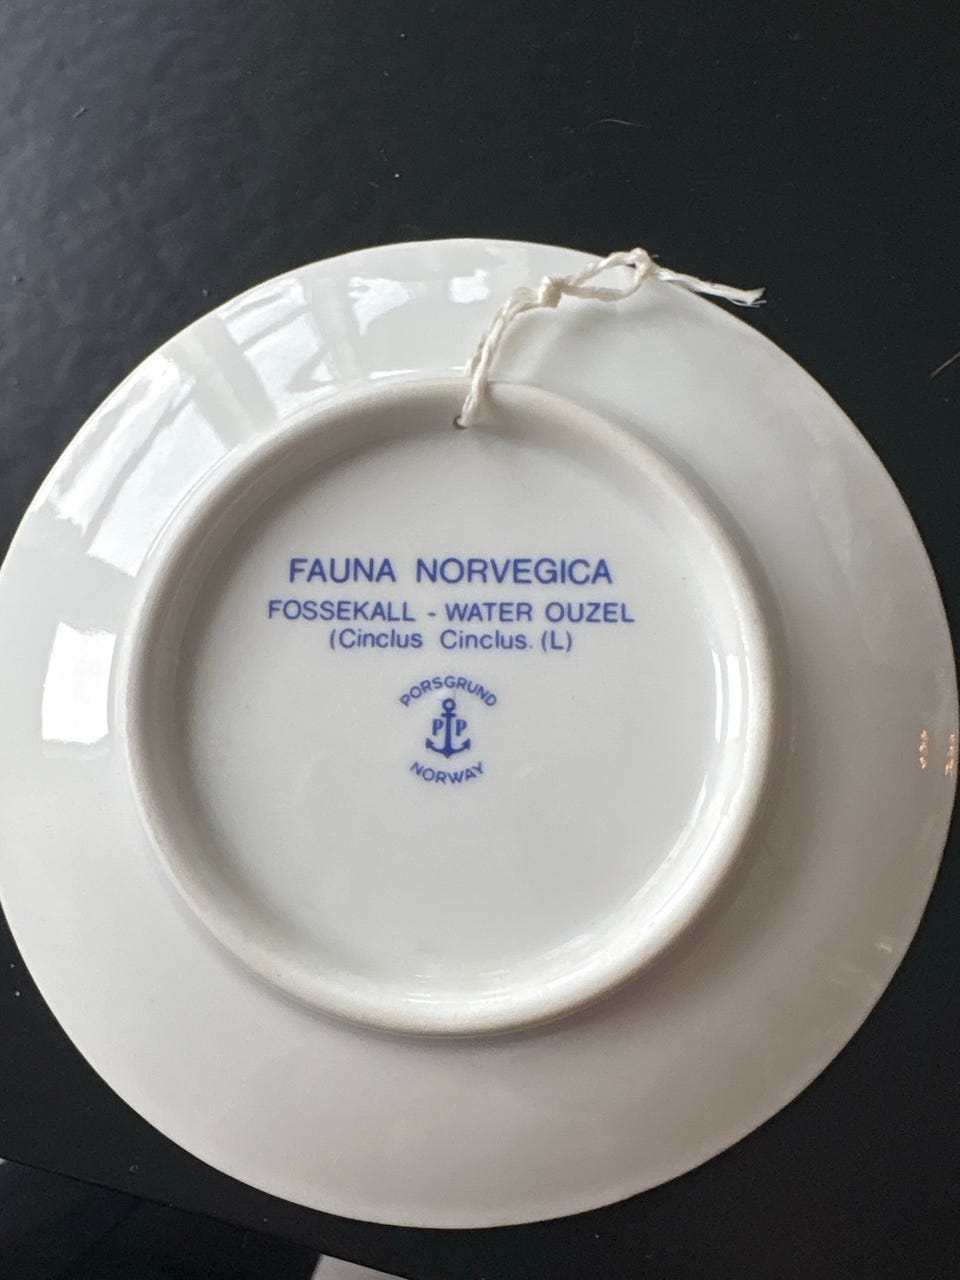 FAUNA NORVEGICA
FOSSEKALL - WATER OUZEL
(Cinclus Cinclus. (L)
PORSGRUND
P P
NORWAY